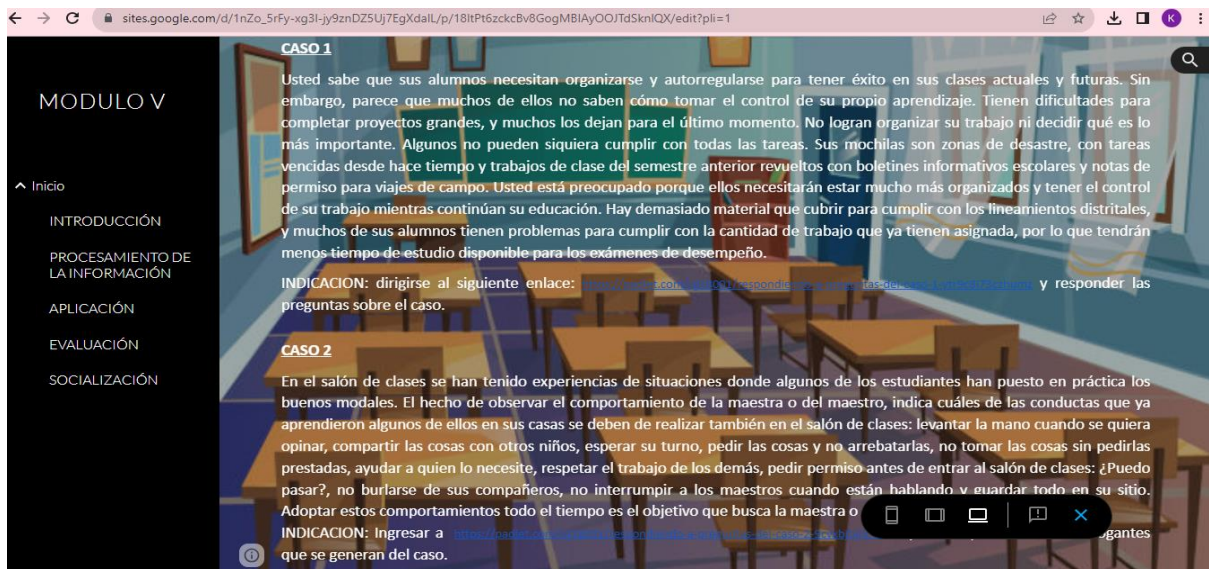 sites.google.com/d/1nZo_5rFy-xg3I-jy9znDZ5Uj7EgXdalL/p/18ItPt6zckcBv8GogMBIAyOOJTdSknlQX/edit?pli=1
K
MODULO V
Inicio
INTRODUCCIÓN
PROCESAMIENTO DE
LA INFORMACIÓN
APLICACIÓN
EVALUACIÓN
SOCIALIZACIÓN
CASO 1
Usted sabe que sus alumnos necesitan organizarse y autorregularse para tener éxito en sus clases actuales y futuras. Sin
embargo, parece que muchos de ellos no saben cómo tomar el control de su propio aprendizaje. Tienen dificultades para
completar proyectos grandes, y muchos los dejan para el último momento. No logran organizar su trabajo ni decidir qué es lo
más importante. Algunos no pueden siquiera cumplir con todas las tareas. Sus mochilas son zonas de desastre, con tareas
vencidas desde hace tiempo y trabajos de clase del semestre anterior revueltos con boletines informativos escolares y notas de
permiso para viajes de campo. Usted está preocupado porque ellos necesitarán estar mucho más organizados y tener el control
de su trabajo mientras continúan su educación. Hay demasiado material que cubrir para cumplir con los lineamientos distritales,
y muchos de sus alumnos tienen problemas para cumplir con la cantidad de trabajo que ya tienen asignada, por lo que tendrán
menos tiempo de estudio disponible para los exámenes de desempeño.
INDICACION: dirigirse al siguiente enlace: y responder las
preguntas sobre el caso.
CASO 2
En el salón de clases se han tenido experiencias de situaciones donde algunos de los estudiantes han puesto en práctica los
buenos modales. El hecho de observar el comportamiento de la maestra o del maestro, indica cuáles de las conductas que ya
aprendieron algunos de ellos en sus casas se deben de realizar también en el salón de clases: levantar la mano cuando se quiera
opinar, compartir las cosas con otros niños, esperar su turno, pedir las cosas y no arrebatarlas, no tomar las cosas sin pedirlas
prestadas, ayudar a quien lo necesite, respetar el trabajo de los demás, pedir permiso antes de entrar al salón de clases: ¿Puedo
pasar?, no burlarse de sus compañeros, no interrumpir a los maestros cuando están hablando y guardar todo en su sitio.
Adoptar estos comportamientos todo el tiempo es el objetivo que busca la maestra o
INDICACION: Ingresar a
que se generan del caso.